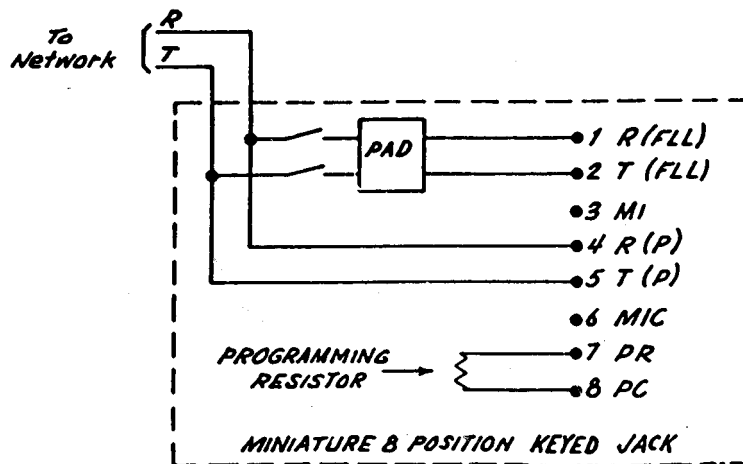 R
To
Network
T
1 R (FLL)
PAD
2 T (FLL)
3 MI
4 R (P)
5 T (P)
6 MIC
PROGRAMMING
RESISTOR
7 PR
8 PC
MINIATURE 8 POSITION KEYED JACK